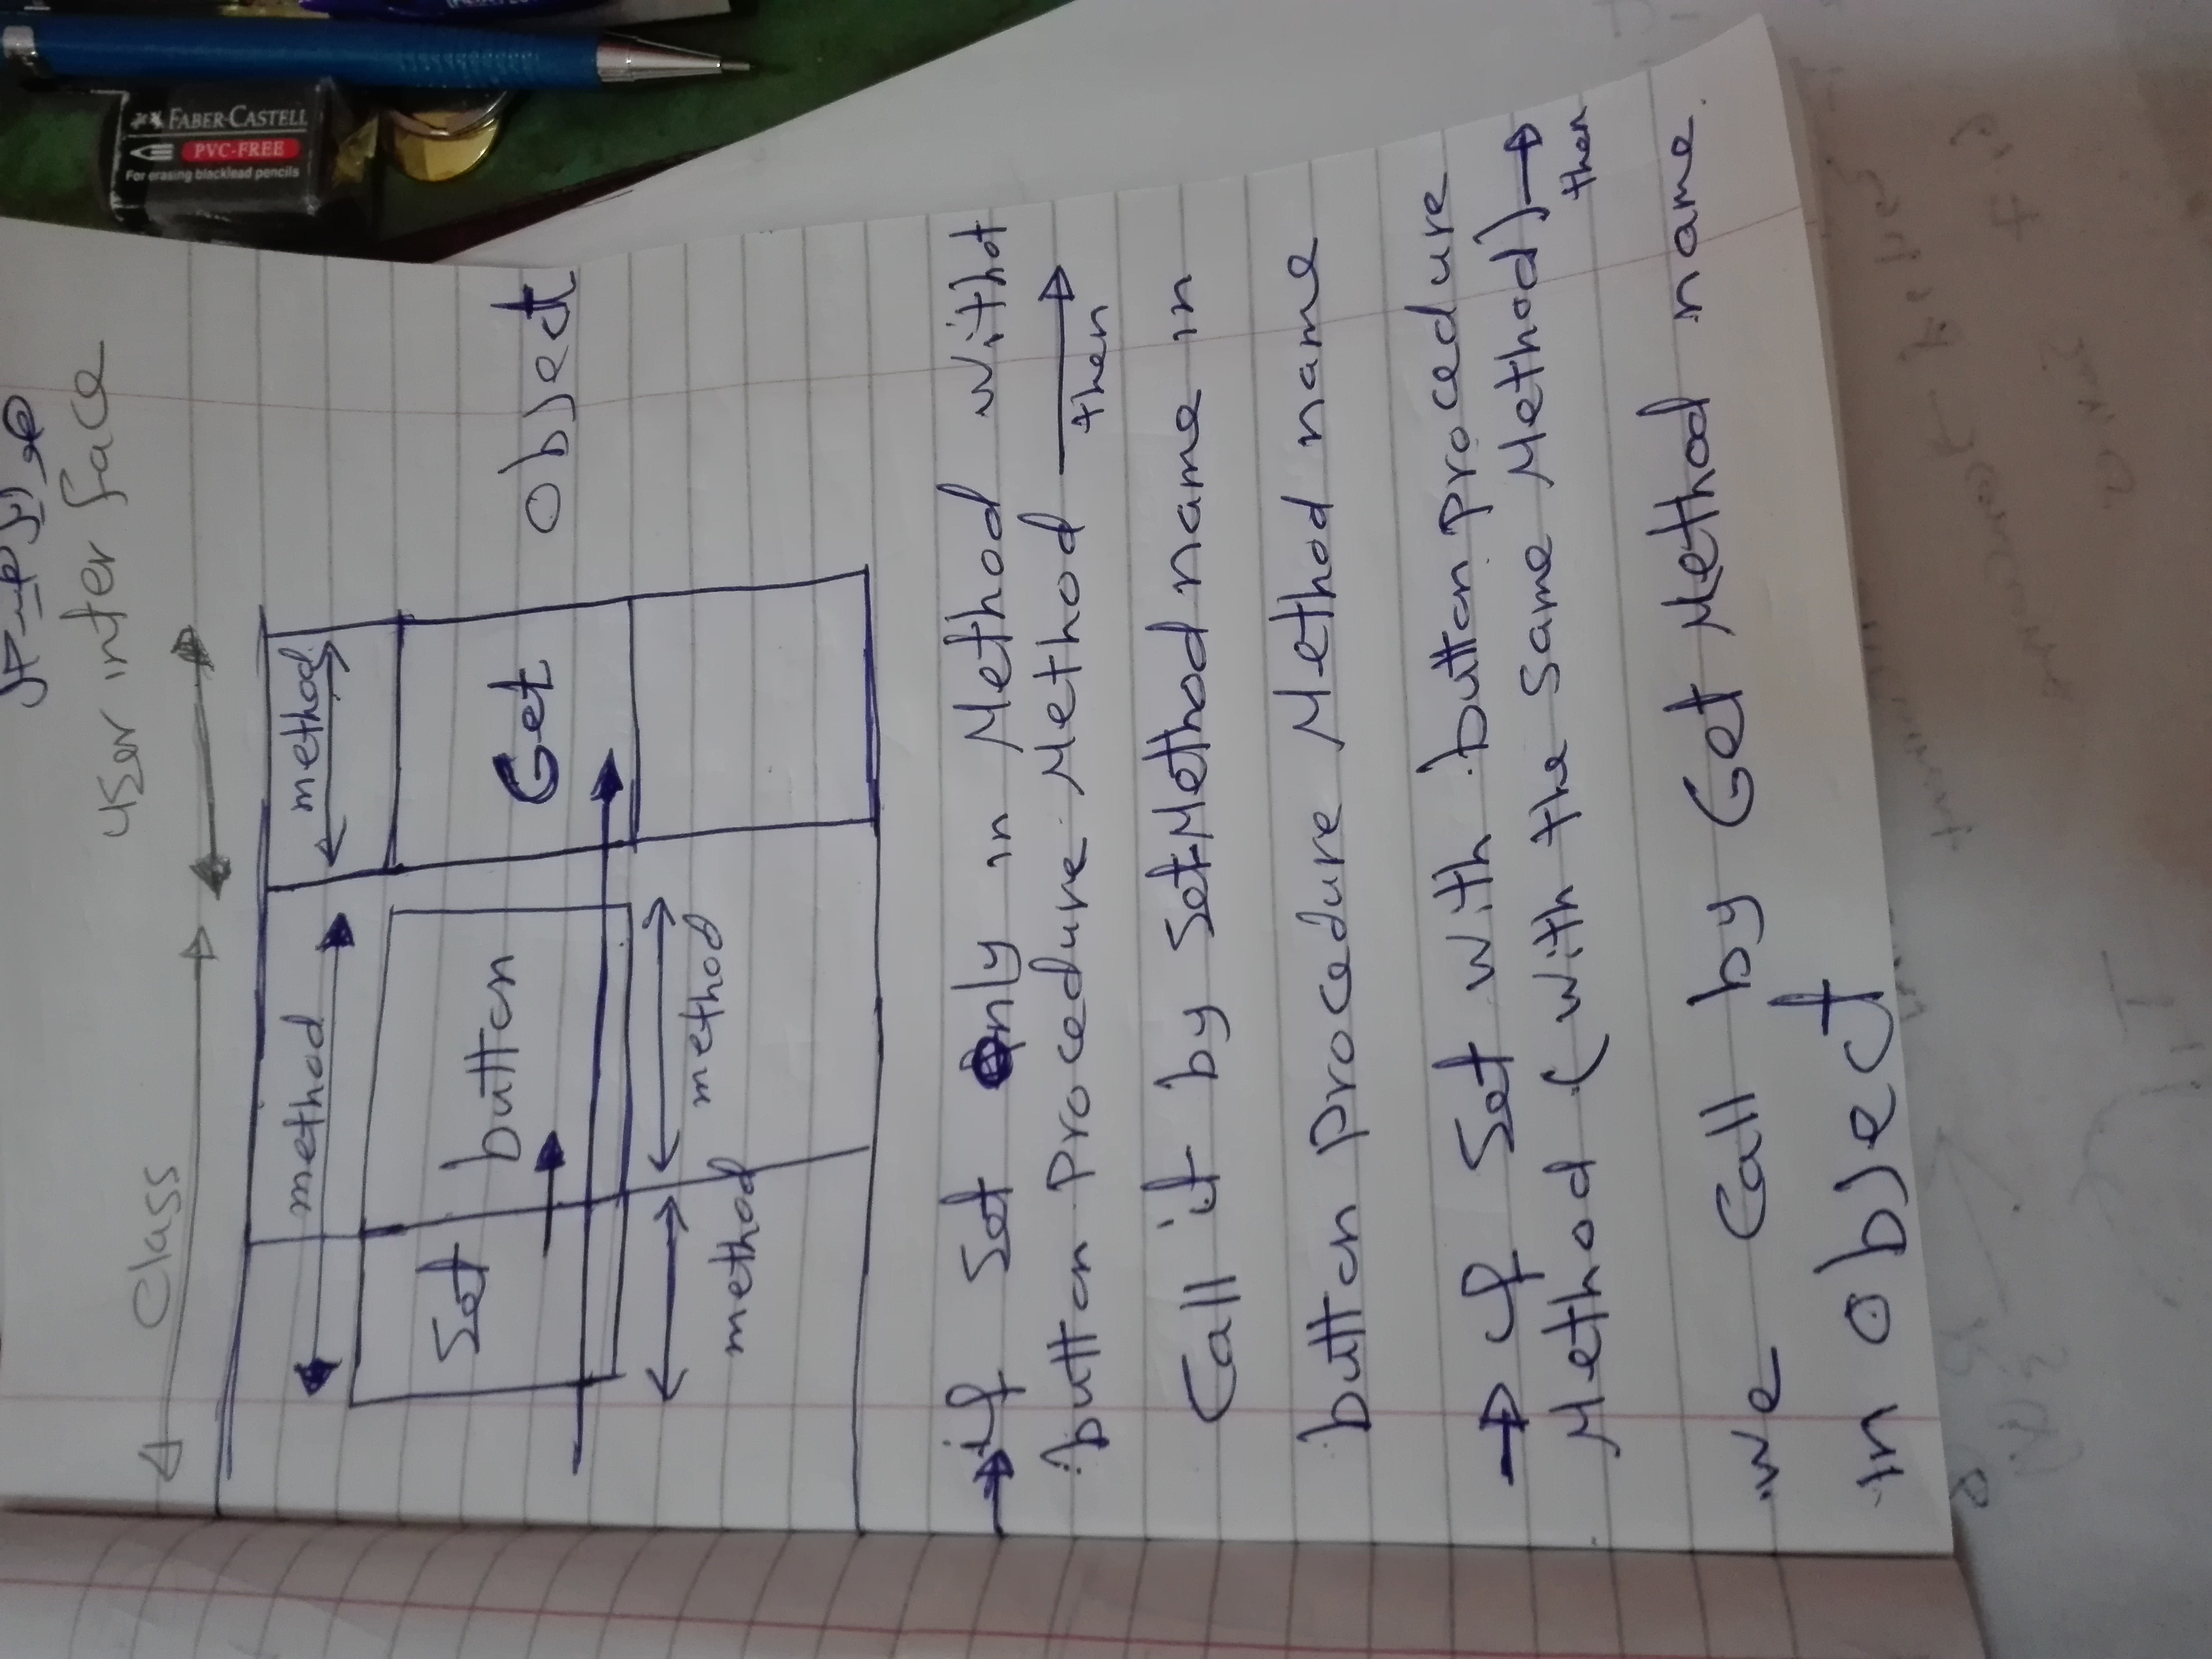 User inter face
Class
method
method
Set
button
Get
object
method
method
if Set only in Method withot
button Procedure Method
then
Call it by Set Method name in
button Procedure Method name
if Set with button procedure
Method (with the same Method)
then
we Call by Get Method name
in object
FABER-CASTELL
PVC-FREE
For erasing blacklead pencils